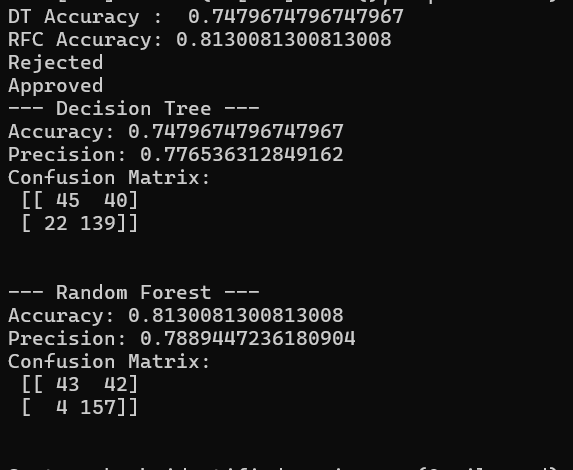 DT Accuracy :  0.7479674796747967
RFC Accuracy: 0.8130081300813008
Rejected
Approved
--- Decision Tree ---
Accuracy: 0.7479674796747967
Precision: 0.776536312849162
Confusion Matrix:
 [[ 45  40]
 [ 22 139]]
--- Random Forest ---
Accuracy: 0.8130081300813008
Precision: 0.7889447236180904
Confusion Matrix:
 [[ 43  42]
 [  4 157]]